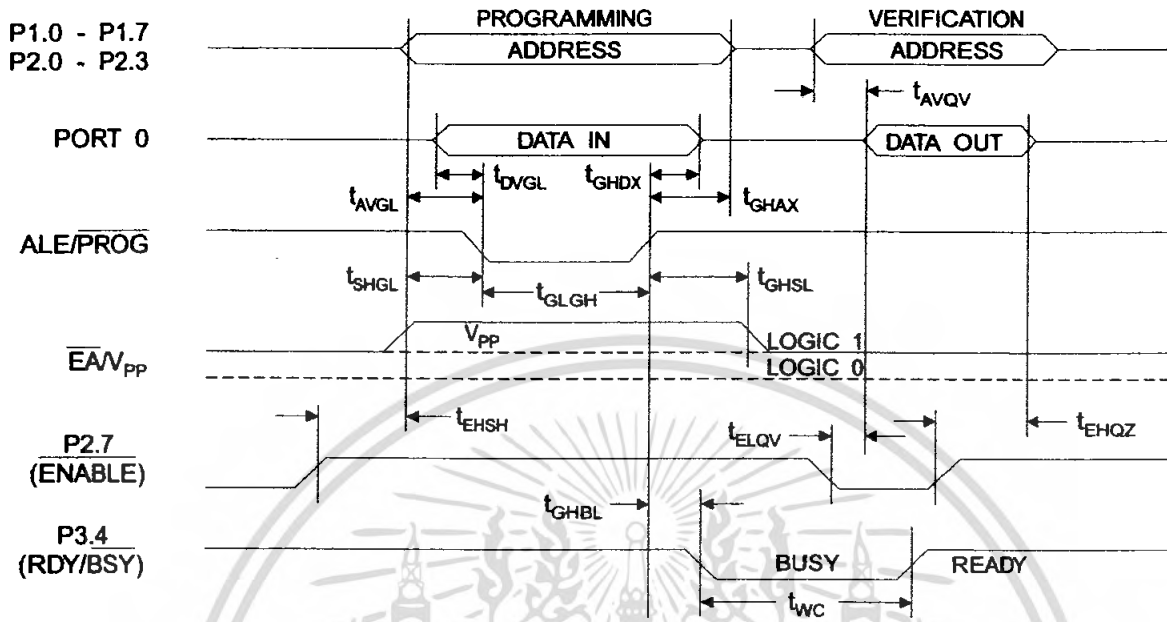 PROGRAMMING VERIFICATION
P1.0 - P1.7
P2.0 - P2.3
ADDRESS ADDRESS
tAVQV
PORT 0
DATA IN DATA OUT
tDVGL tGHDX
tAVGL tGHAX
ALE/PROG
tSHGL tGLGH tGHSL
EA/VPP
VPP
LOGIC 1
LOGIC 0
tEHSH tELQV tEHQZ
P2.7
(ENABLE)
tGHBL
P3.4
(RDY/BSY)
BUSY READY
tWC